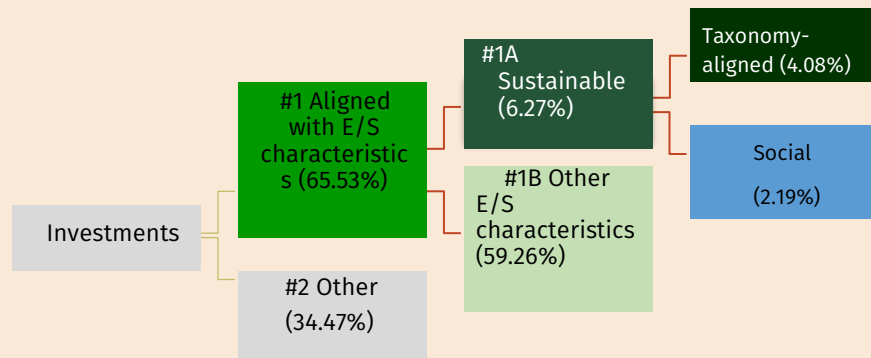 Investments
#1 Aligned
with E/S
characteristic
s (65.53%)
#2 Other
(34.47%)
#1A
Sustainable
(6.27%)
#1B Other
E/S
characteristics
(59.26%)
Taxonomy-
aligned (4.08%)
Social
(2.19%)